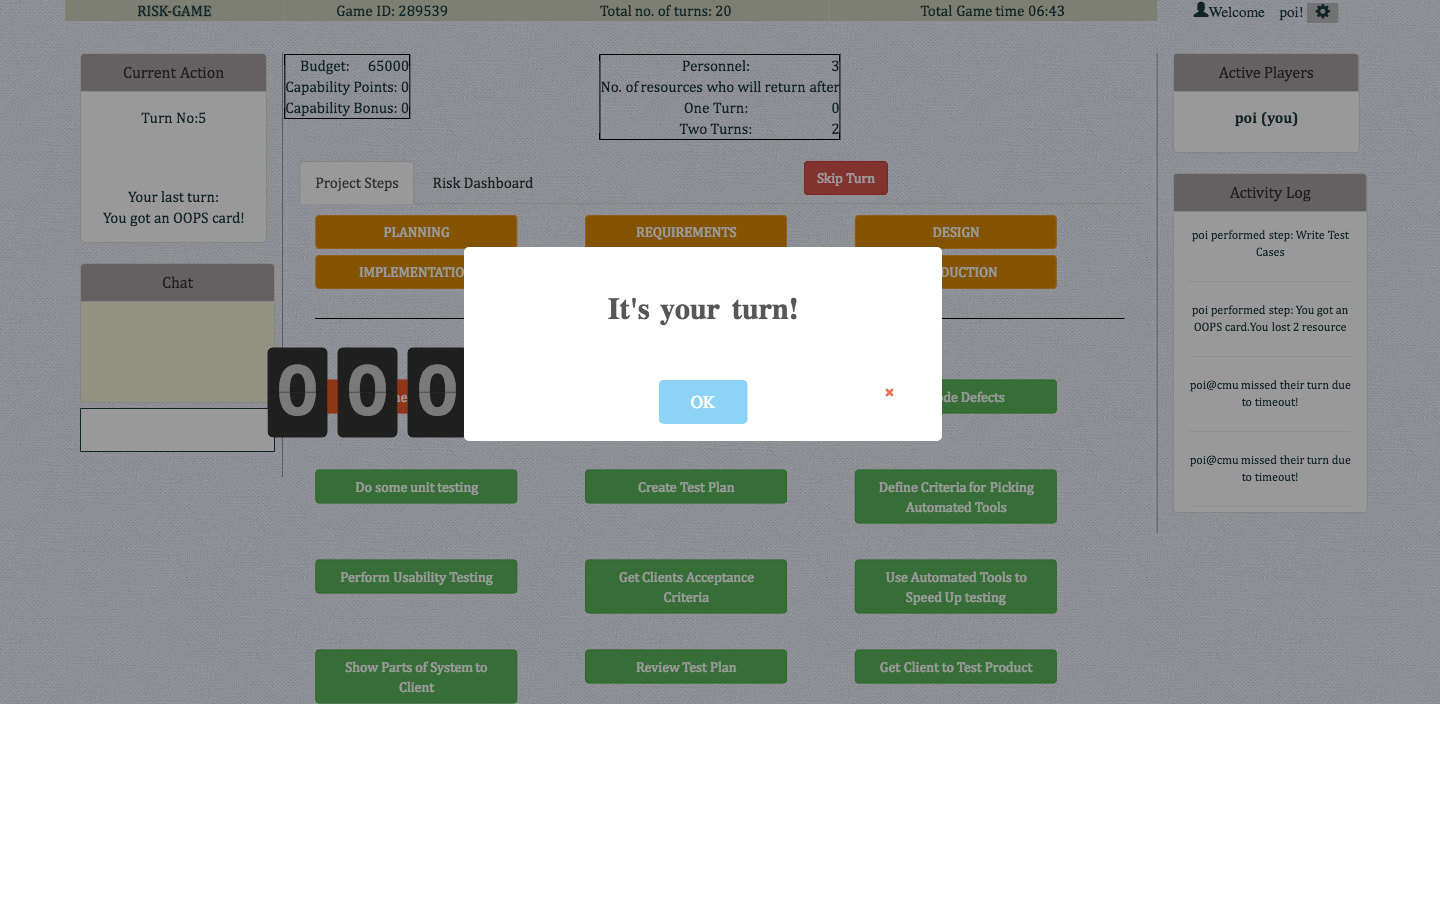 RISK-GAME
Game ID: 289539
Total no. of turns: 20
Total Game time 06:43
Welcome poi!
Current Action
Turn No:5
Your last turn:
You got an OOPS card!
Chat
Budget: 65000
Capability Points: 0
Capability Bonus: 0
Personnel: 3
No. of resources who will return after
One Turn: 0
Two Turns: 2
Project Steps
Risk Dashboard
Skip Turn
PLANNING
REQUIREMENTS
DESIGN
IMPLEMENTATIO
DUCTION
It's your turn!
OK
×
0 0 0
ne
ode Defects
Do some unit testing
Create Test Plan
Define Criteria for Picking
Automated Tools
Perform Usability Testing
Get Clients Acceptance
Criteria
Use Automated Tools to
Speed Up testing
Show Parts of System to
Client
Review Test Plan
Get Client to Test Product
Active Players
poi (you)
Activity Log
poi performed step: Write Test
Cases
poi performed step: You got an
OOPS card.You lost 2 resource
poi@cmu missed their turn due
to timeout!
poi@cmu missed their turn due
to timeout!